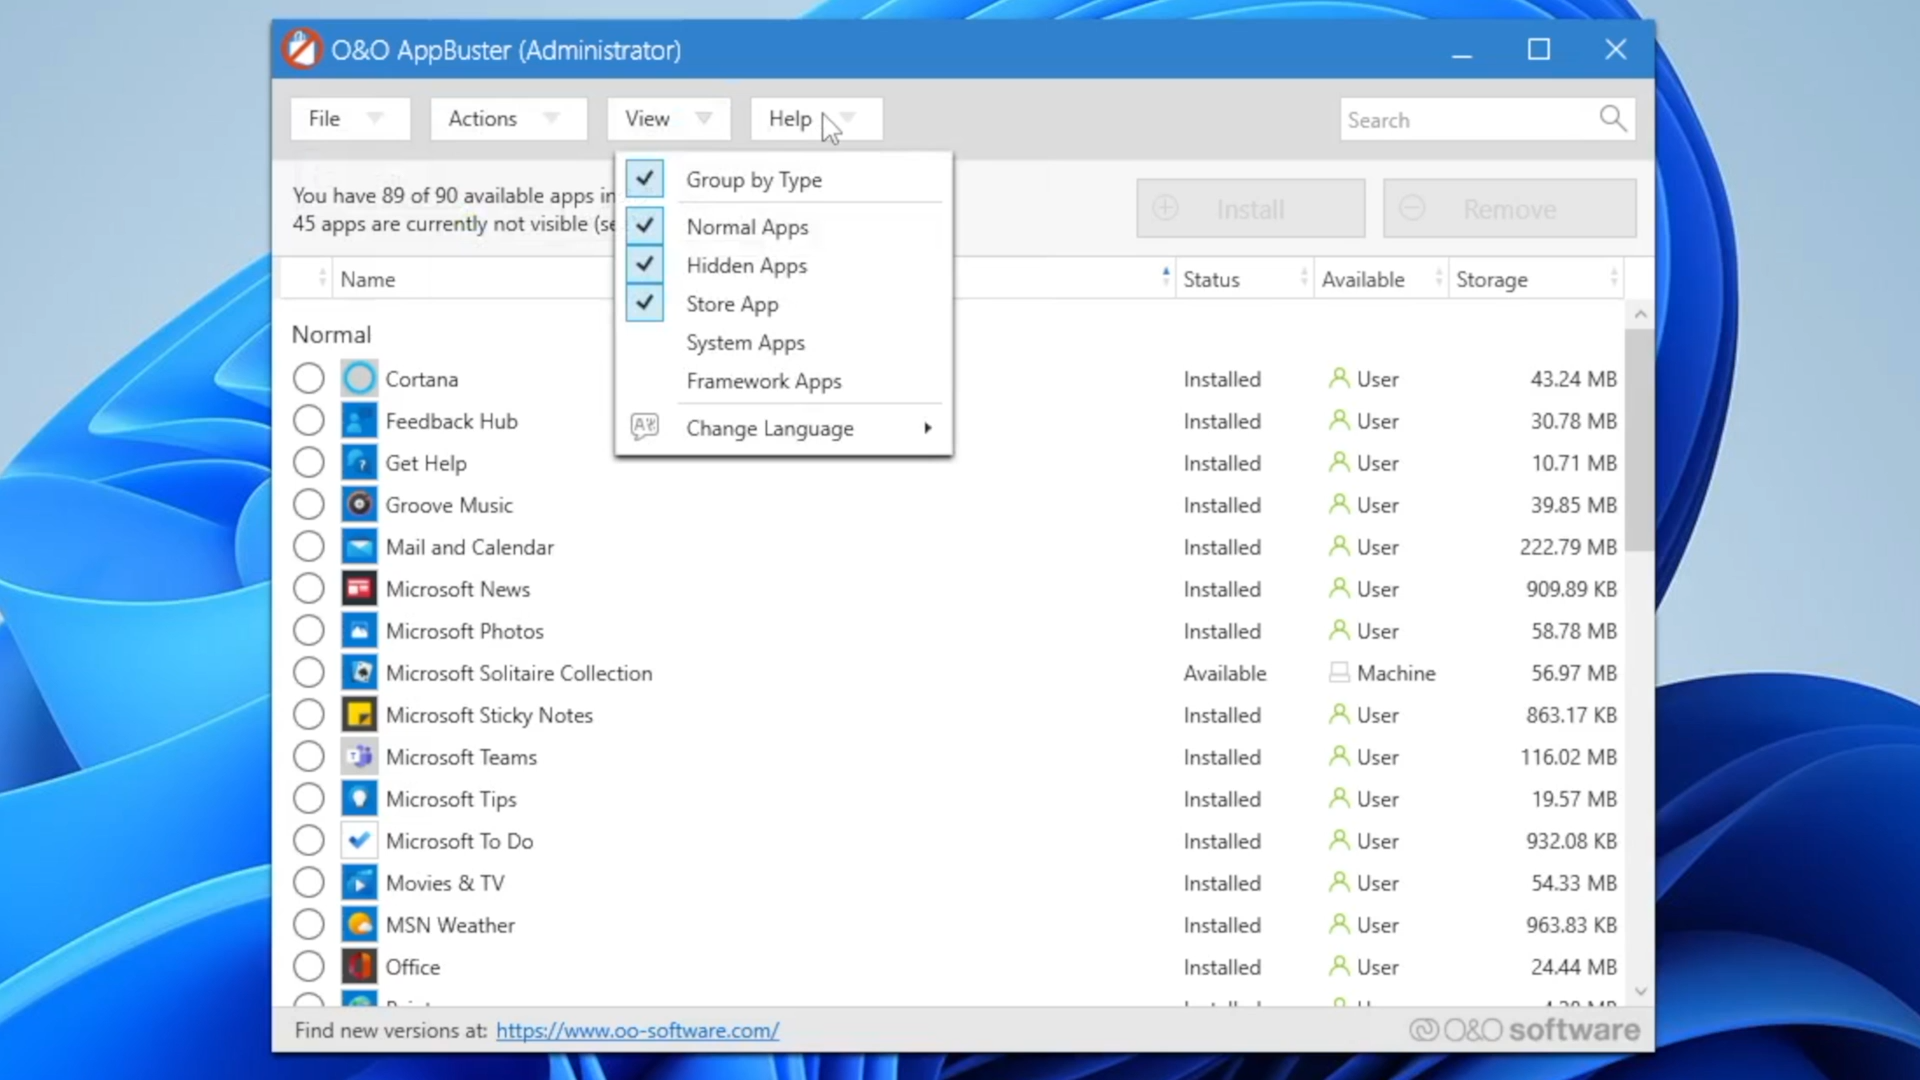 O&O AppBuster (Administrator)
File
Actions
View
Help
Search
You have 89 of 90 available apps in
45 apps are currently not visible (se
Install
Remove
Group by Type
Normal Apps
Hidden Apps
Store App
System Apps
Framework Apps
Change Language
Name
Status
Available
Storage
Normal
Cortana Installed User 43.24 MB
Feedback Hub Installed User 30.78 MB
Get Help Installed User 10.71 MB
Groove Music Installed User 39.85 MB
Mail and Calendar Installed User 222.79 MB
Microsoft News Installed User 909.89 KB
Microsoft Photos Installed User 58.78 MB
Microsoft Solitaire Collection Available Machine 56.97 MB
Microsoft Sticky Notes Installed User 863.17 KB
Microsoft Teams Installed User 116.02 MB
Microsoft Tips Installed User 19.57 MB
Microsoft To Do Installed User 932.08 KB
Movies & TV Installed User 54.33 MB
MSN Weather Installed User 963.83 KB
Office Installed User 24.44 MB
Find new versions at: https://www.oo-software.com/
O&O software